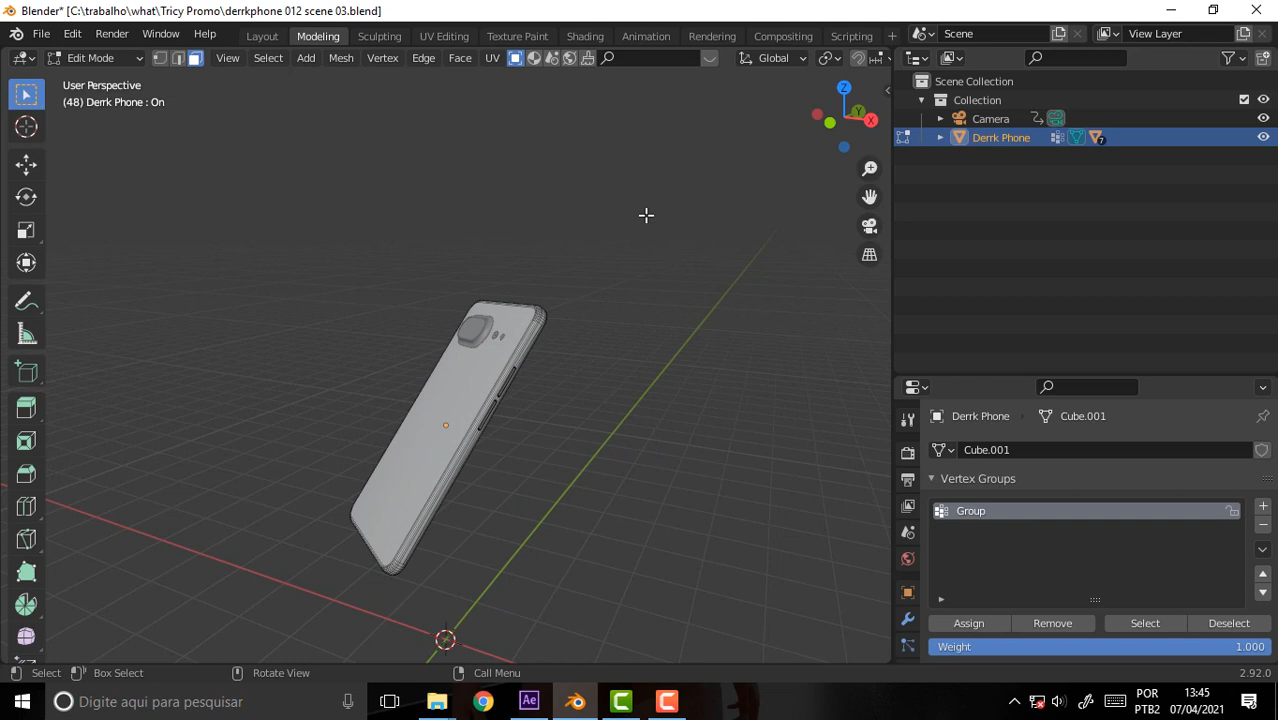 Blender* [C:\trabalho\what\Tricy Promo\derrkphone 012 scene 03.blend]
File Edit Render Window Help Layout Modeling Sculpting UV Editing Texture Paint Shading Animation Rendering Compositing Scripting + Scene View Layer
Edit Mode View Select Add Mesh Vertex Edge Face UV Global
User Perspective
(48) Derrk Phone : On
Z
Y
X
Scene Collection
Collection
Camera
Derrk Phone 7
Derrk Phone Cube.001
Cube.001
Vertex Groups
Group
Assign Remove Select Deselect
Weight 1.000
Select Box Select Rotate View Call Menu 2.92.0
Digite aqui para pesquisar
Ae
C
C
POR
PTB2
13:45
07/04/2021